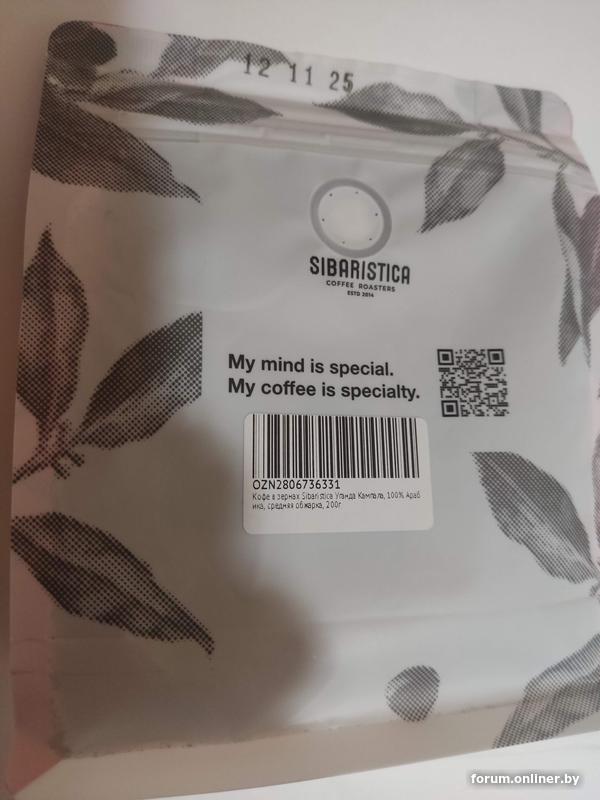 12 11 25
SIBARISTICA
COFFEE ROASTERS
ESTD 2014
My mind is special.
My coffee is specialty.
OZN2806736331
Кофе в зернах Sibaristica Уганда Кампала, 100% Араб
ика, средняя обжарка, 200г
forum.onliner.by